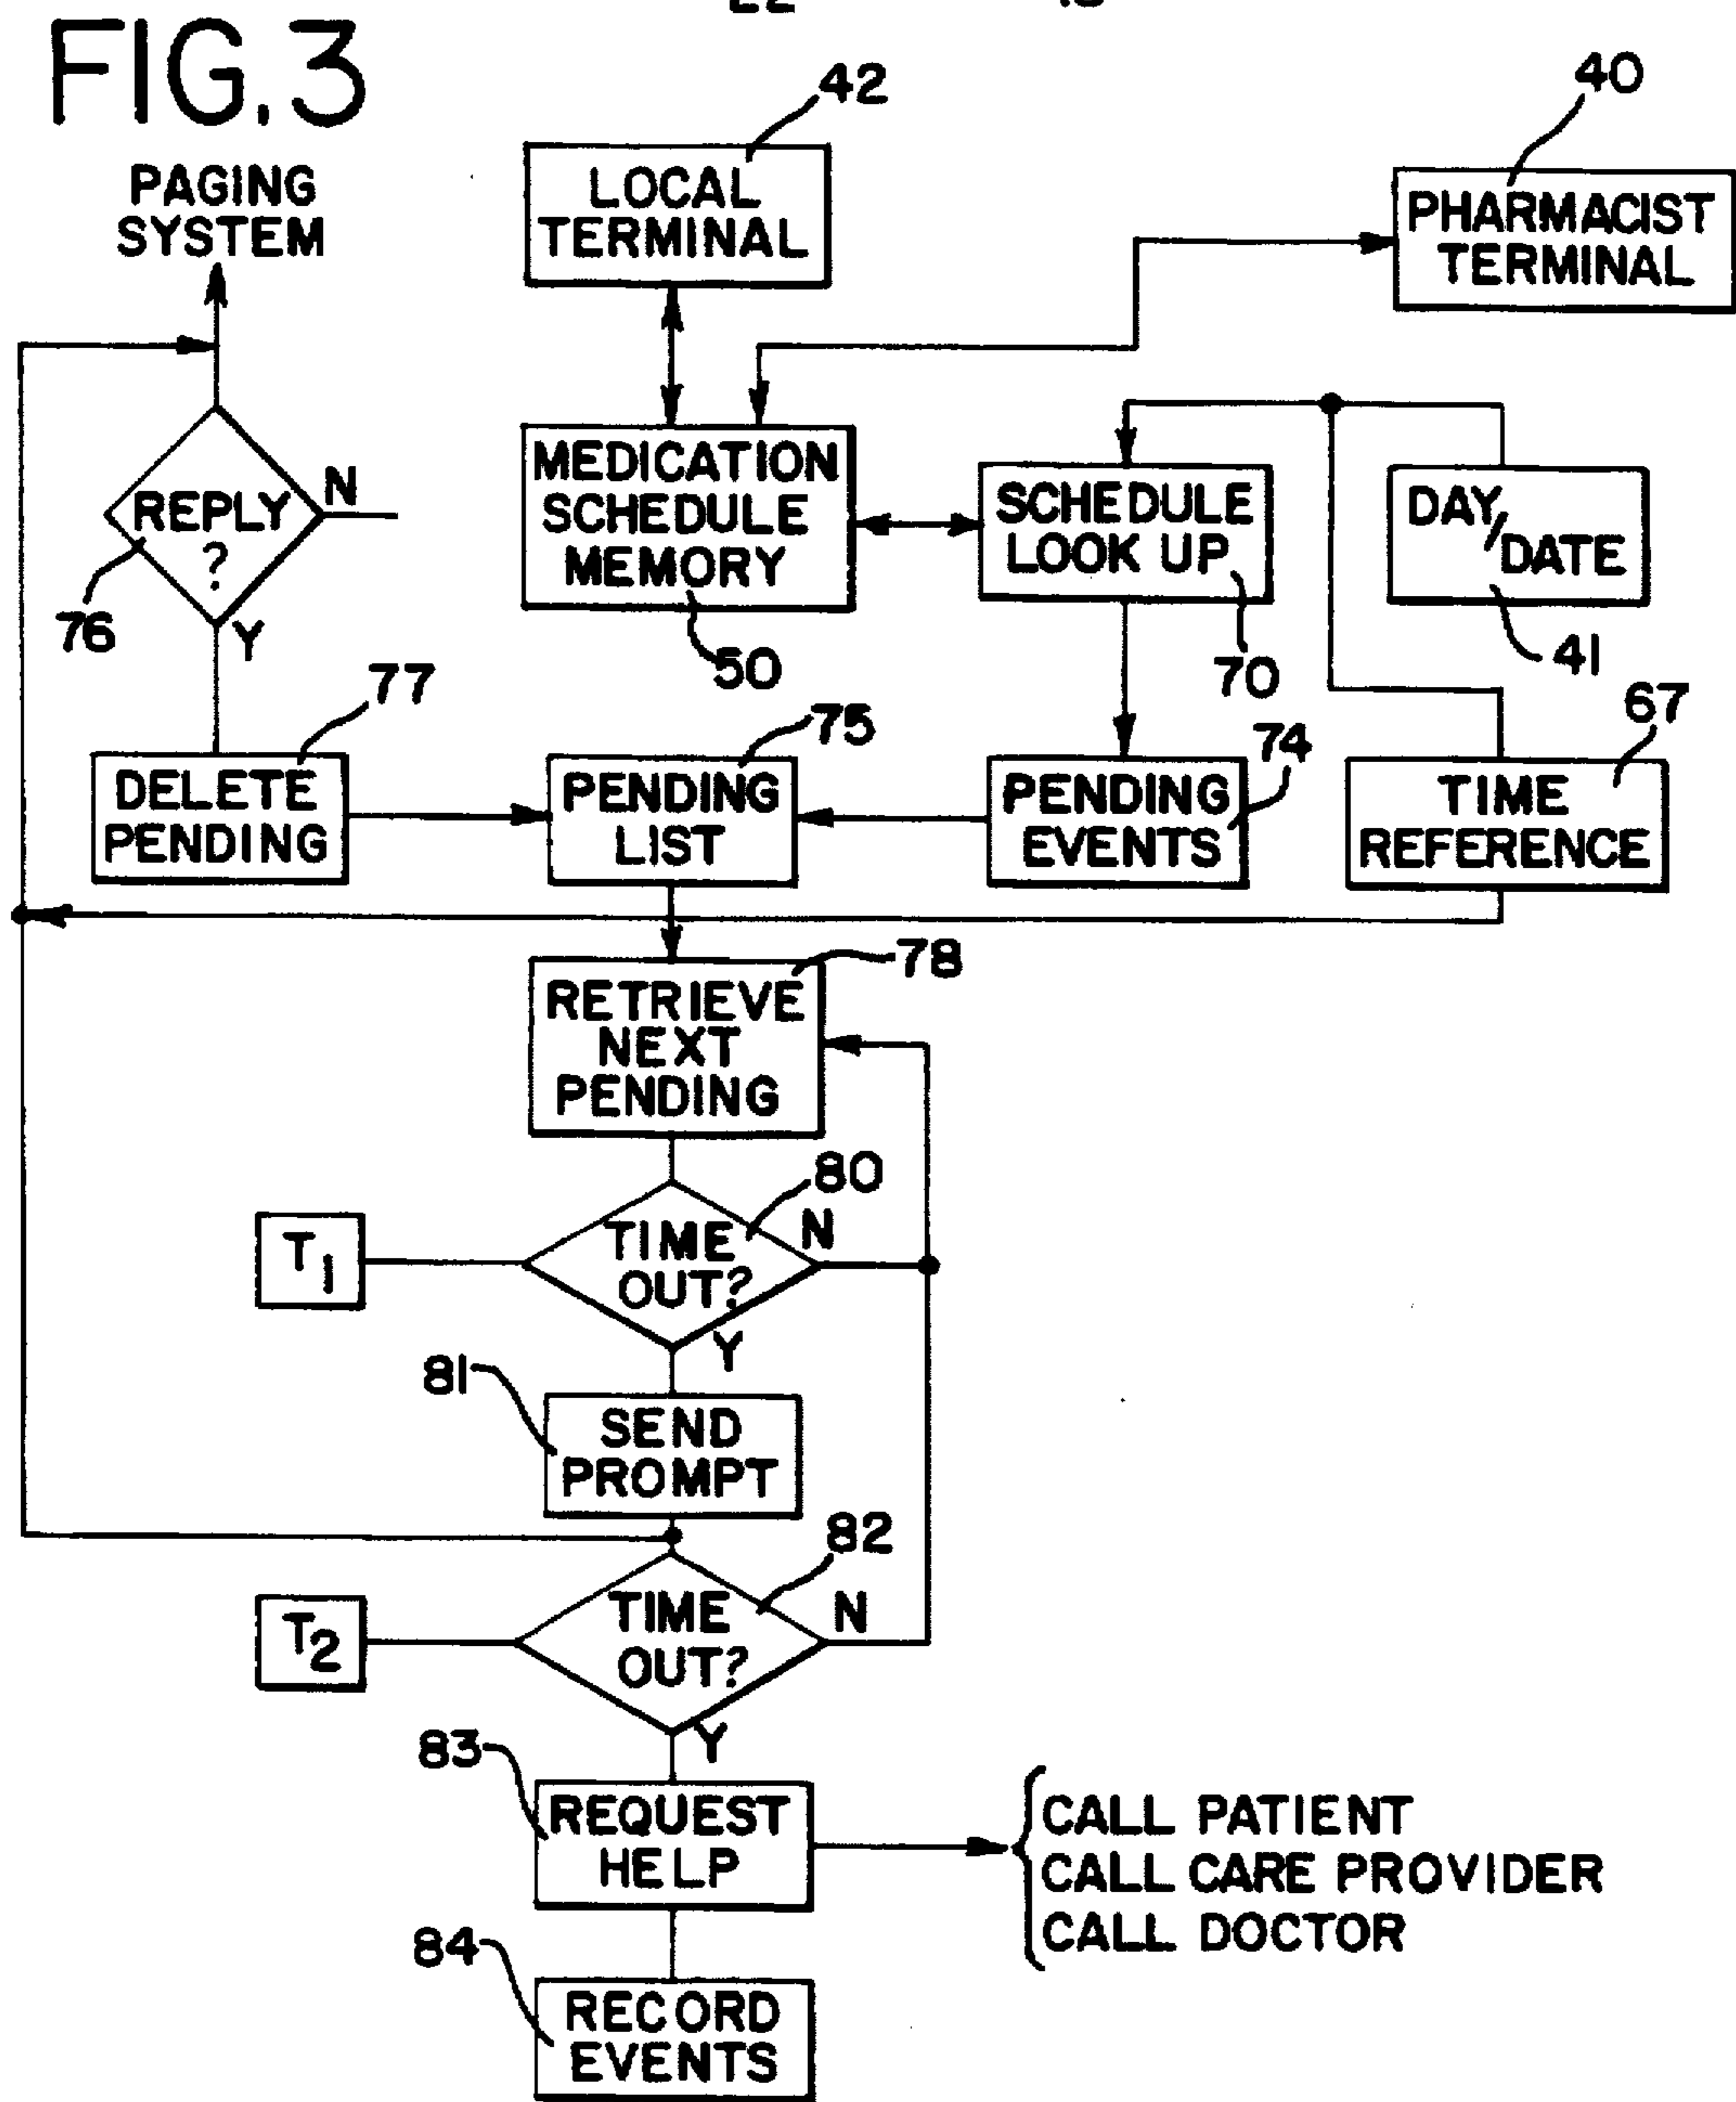 FIG. 3
42
40
PAGING
SYSTEM
LOCAL
TERMINAL
PHARMACIST
TERMINAL
REPLY
?
N
Y
76
MEDICATION
SCHEDULE
MEMORY
50
SCHEDULE
LOOK UP
70
DAY/DATE
41
77
DELETE
PENDING
75
PENDING
LIST
74
PENDING
EVENTS
67
TIME
REFERENCE
78
RETRIEVE
NEXT
PENDING
80
T1
TIME
OUT?
N
Y
81
SEND
PROMPT
82
T2
TIME
OUT?
N
Y
83
REQUEST
HELP
CALL PATIENT
CALL CARE PROVIDER
CALL DOCTOR
84
RECORD
EVENTS